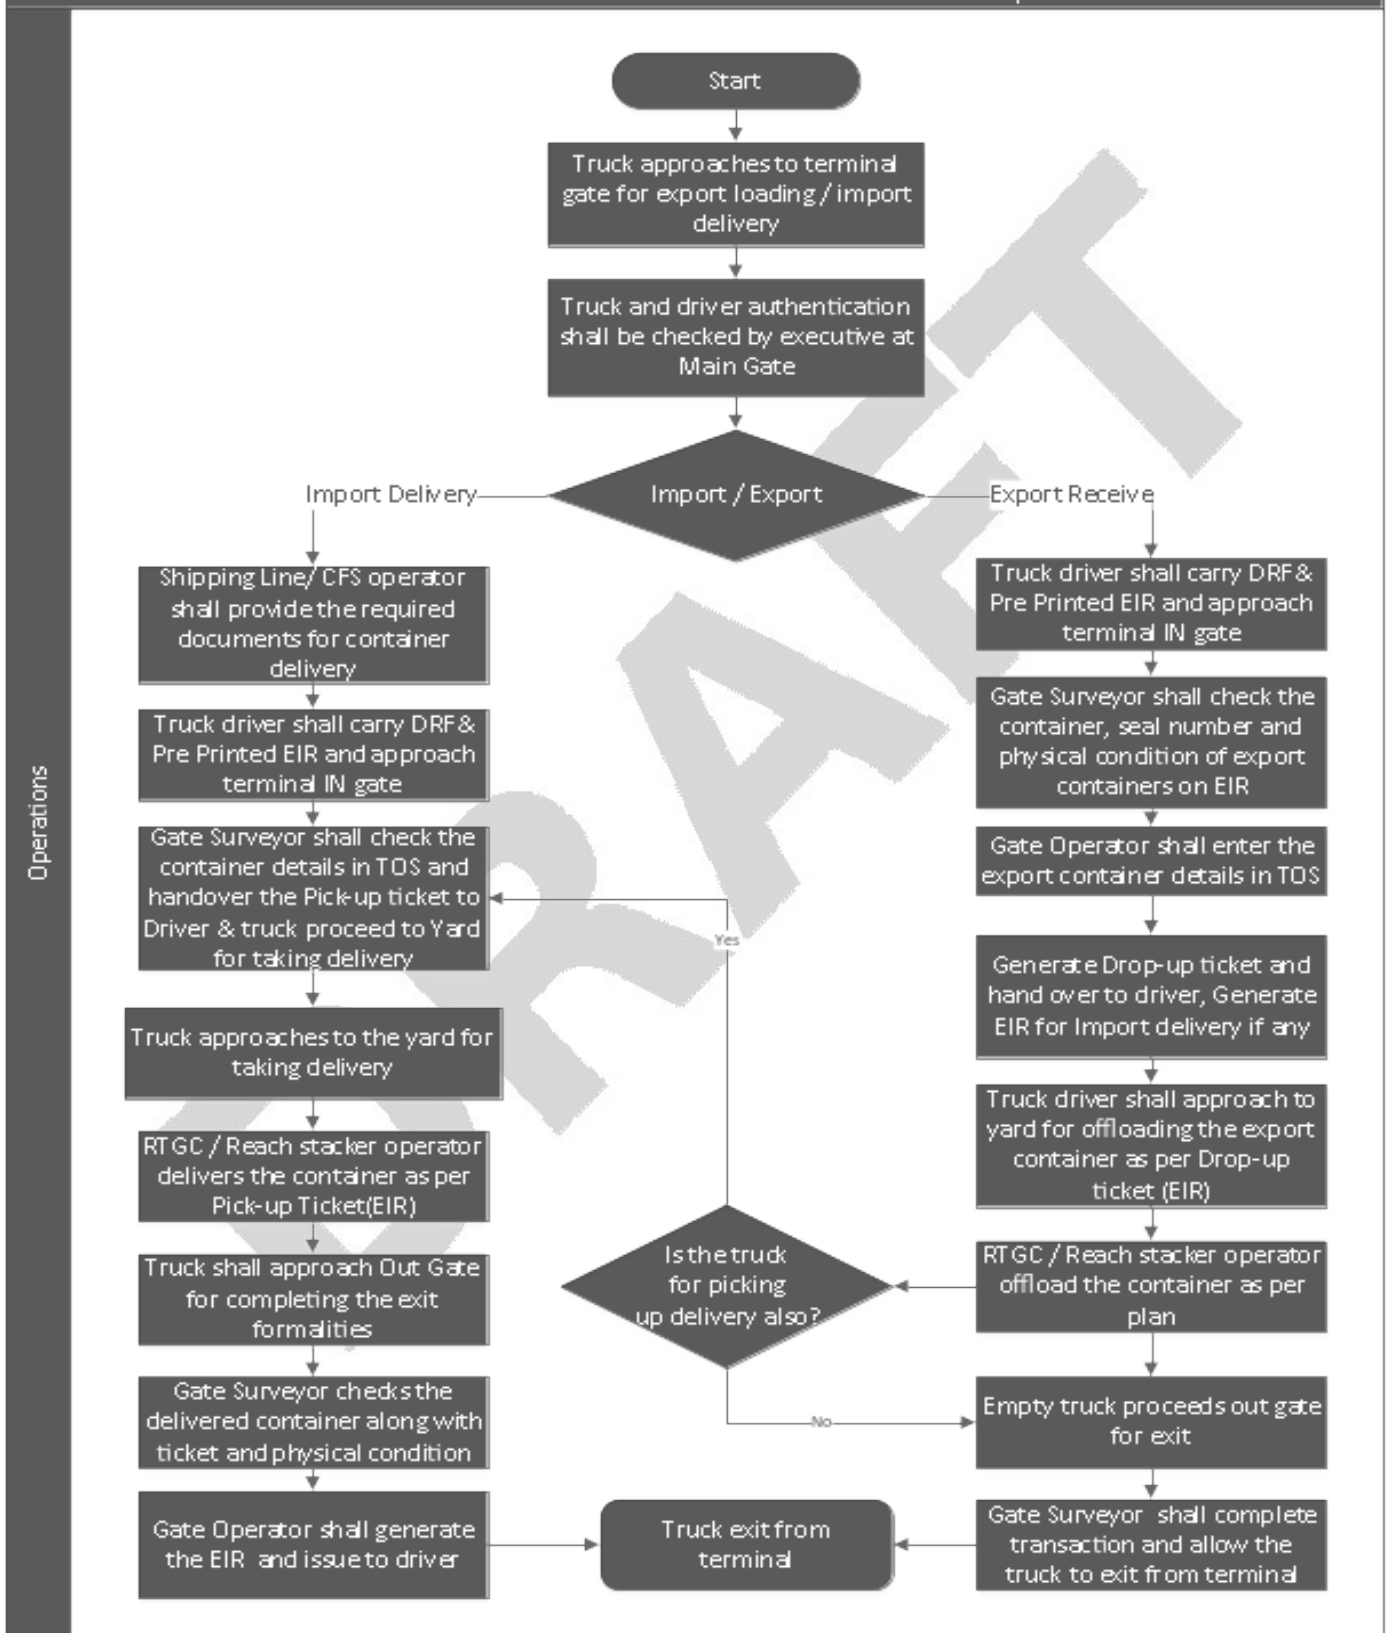 Start
Truck approaches to terminal
gate for export loading / import
delivery
Truck and driver authentication
shall be checked by executive at
Main Gate
Import / Export
Import Delivery
Export Receive
Shipping Line/ CFS operator
shall provide the required
documents for container
delivery
Truck driver shall carry DRF&
Pre Printed EIR and approach
terminal IN gate
Gate Surveyor shall check the
container details in TOS and
handover the Pick-up ticket to
Driver & truck proceed to Yard
for taking delivery
Truck approaches to the yard for
taking delivery
RTGC / Reach stacker operator
delivers the container as per
Pick-up Ticket(EIR)
Truck shall approach Out Gate
for completing the exit
formalities
Gate Surveyor checks the
delivered container along with
ticket and physical condition
Gate Operator shall generate
the EIR and issue to driver
Truck driver shall carry DRF&
Pre Printed EIR and approach
terminal IN gate
Gate Surveyor shall check the
container, seal number and
physical condition of export
containers on EIR
Gate Operator shall enter the
export container details in TOS
Generate Drop-up ticket and
hand over to driver, Generate
EIR for Import delivery if any
Truck driver shall approach to
yard for offloading the export
container as per Drop-up
ticket (EIR)
RTGC / Reach stacker operator
offload the container as per
plan
Is the truck
for picking
up delivery also?
Yes
No
Empty truck proceeds out gate
for exit
Gate Surveyor shall complete
transaction and allow the
truck to exit from terminal
Truck exit from
terminal
Operations
DRAFT